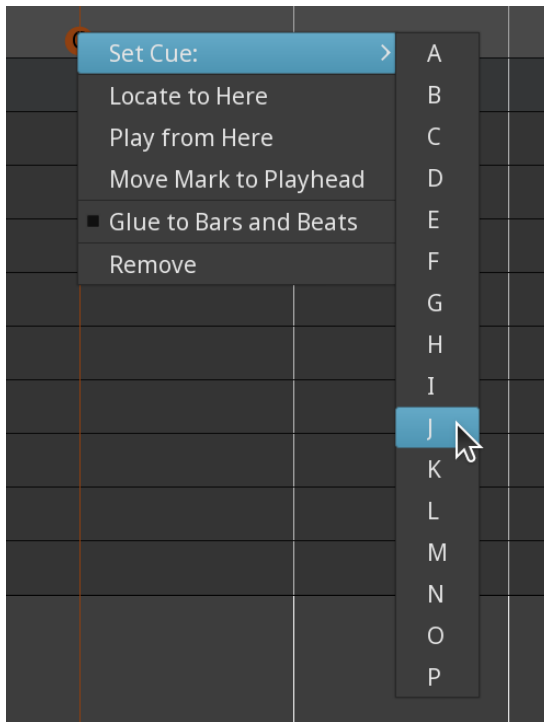 Set Cue:
Locate to Here
Play from Here
Move Mark to Playhead
Glue to Bars and Beats
Remove
A
B
C
D
E
F
G
H
I
J
K
L
M
N
O
P